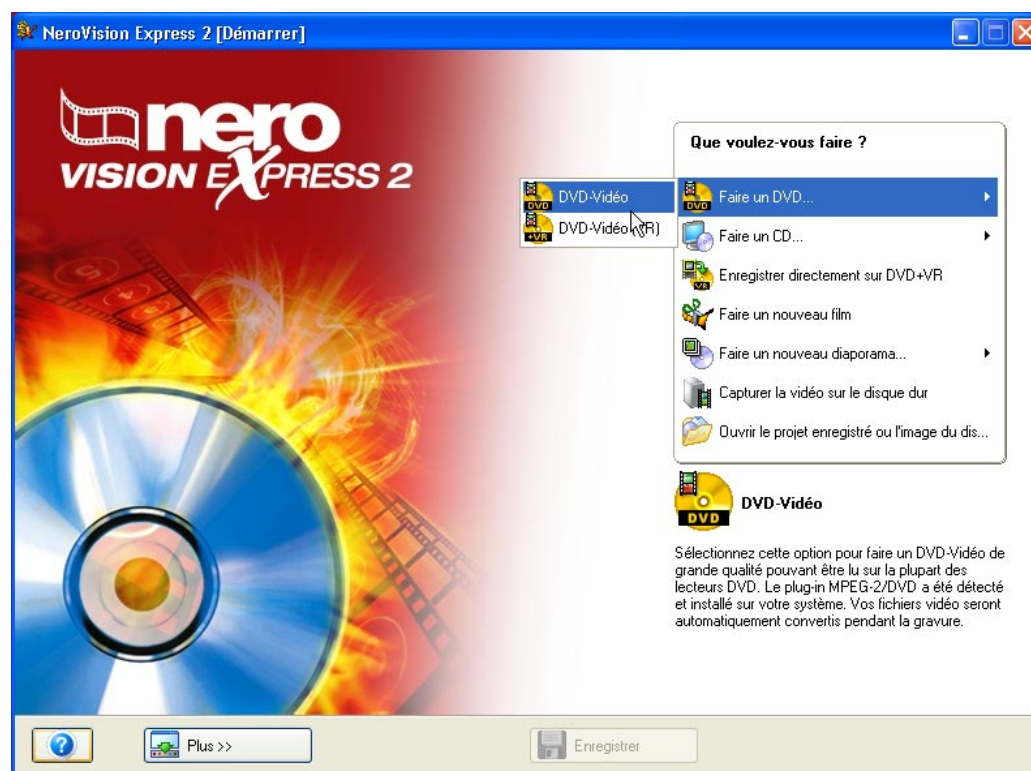 NeroVision Express 2 [Démarrer]
nero
VISION EXPRESS 2
Que voulez-vous faire ?
DVD-Vidéo
Faire un DVD...
DVD-Vidéo (VR)
Faire un CD...
Enregistrer directement sur DVD+VR
Faire un nouveau film
Faire un nouveau diaporama...
Capturer la vidéo sur le disque dur
Ouvrir le projet enregistré ou l'image du dis...
DVD
DVD-Vidéo
Sélectionnez cette option pour faire un DVD-Vidéo de
grande qualité pouvant être lu sur la plupart des
lecteurs DVD. Le plug-in MPEG-2/DVD a été détecté
et installé sur votre système. Vos fichiers vidéo seront
automatiquement convertis pendant la gravure.
Plus >>
Enregistrer